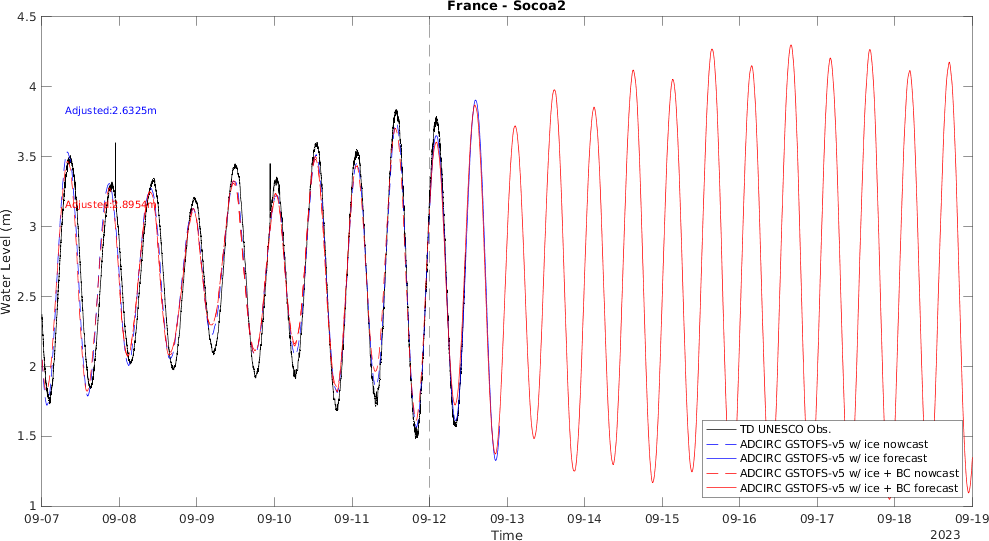 France - Socoa2
4.5
4
3.5
3
2.5
2
1.5
1
Water Level (m)
Adjusted:2.6325m
Adjusted:2.8954m
TD UNESCO Obs.
ADCIRC GSTOFS-v5 w/ ice nowcast
ADCIRC GSTOFS-v5 w/ ice forecast
ADCIRC GSTOFS-v5 w/ ice + BC nowcast
ADCIRC GSTOFS-v5 w/ ice + BC forecast
09-07 09-08 09-09 09-10 09-11 09-12 09-13 09-14 09-15 09-16 09-17 09-18 09-19
Time
2023